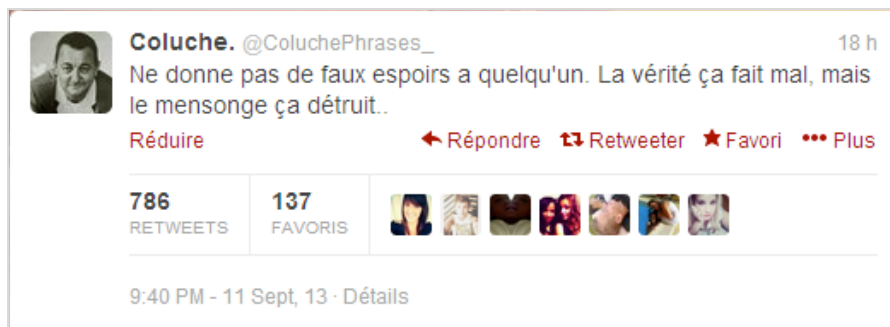 Coluche. @ColuchePhrases_ 18 h
Ne donne pas de faux espoirs a quelqu'un. La vérité ça fait mal, mais
le mensonge ça détruit..
Réduire Répondre Retweeter Favori Plus
786 137
RETWEETS FAVORIS
9:40 PM - 11 Sept, 13 · Détails